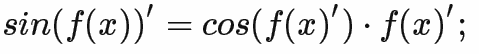 sin(f(x))′ = cos(f(x)′) · f(x)′;